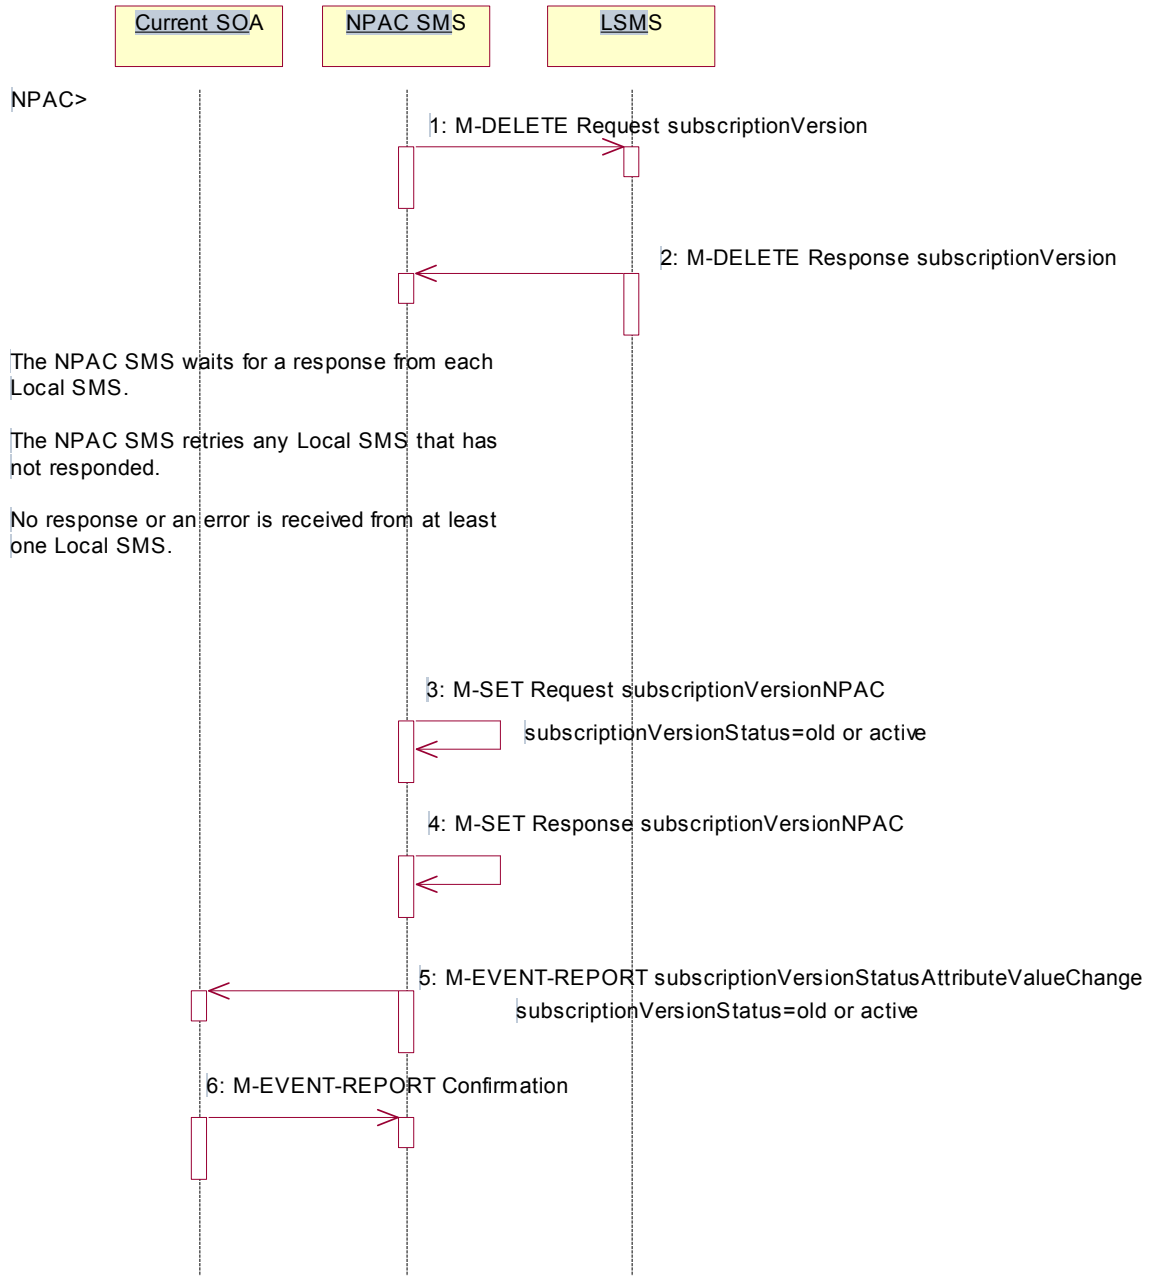 Current SOA
NPAC SMS
LSMS
NPAC>
1: M-DELETE Request subscriptionVersion
2: M-DELETE Response subscriptionVersion
The NPAC SMS waits for a response from each
Local SMS.
The NPAC SMS retries any Local SMS that has
not responded.
No response or an error is received from at least
one Local SMS.
3: M-SET Request subscriptionVersionNPAC
subscriptionVersionStatus=old or active
4: M-SET Response subscriptionVersionNPAC
5: M-EVENT-REPORT subscriptionVersionStatusAttributeValueChange
subscriptionVersionStatus=old or active
6: M-EVENT-REPORT Confirmation